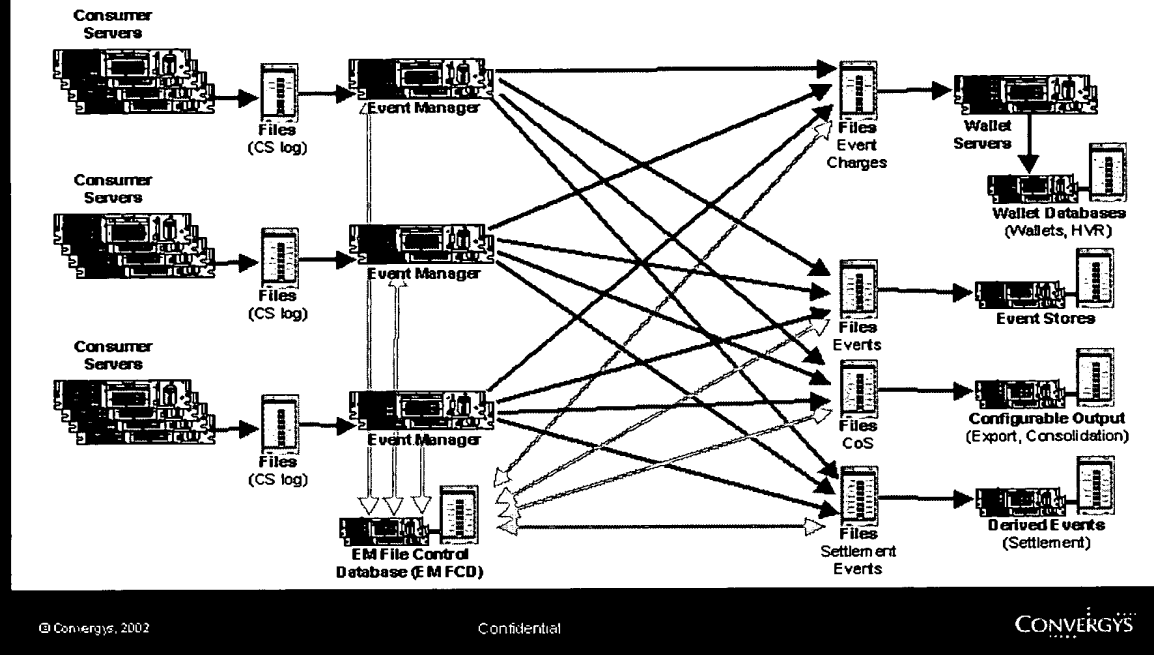 Consumer
Servers
Files
(CS log)
Event Manager
Files
Event
Charges
Wallet
Servers
Wallet Databases
(Wallets, HVR)
Consumer
Servers
Files
(CS log)
Event Manager
Files
Events
Event Stores
Consumer
Servers
Files
(CS log)
Event Manager
Files
CoS
Configurable Output
(Export, Consolidation)
EM File Control
Database (EM FCD)
Files
Settlement
Events
Derived Events
(Settlement)
© Convergys, 2002
Confidential
CONVERGYS